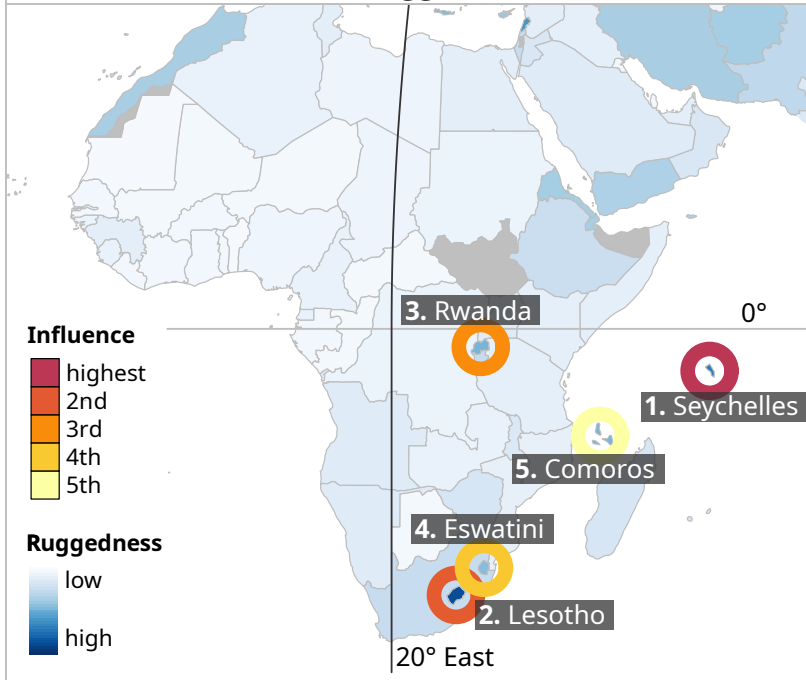 3. Rwanda
0°
Influence
highest
2nd
3rd
4th
5th
1. Seychelles
5. Comoros
4. Eswatini
Ruggedness
low
high
2. Lesotho
20° East